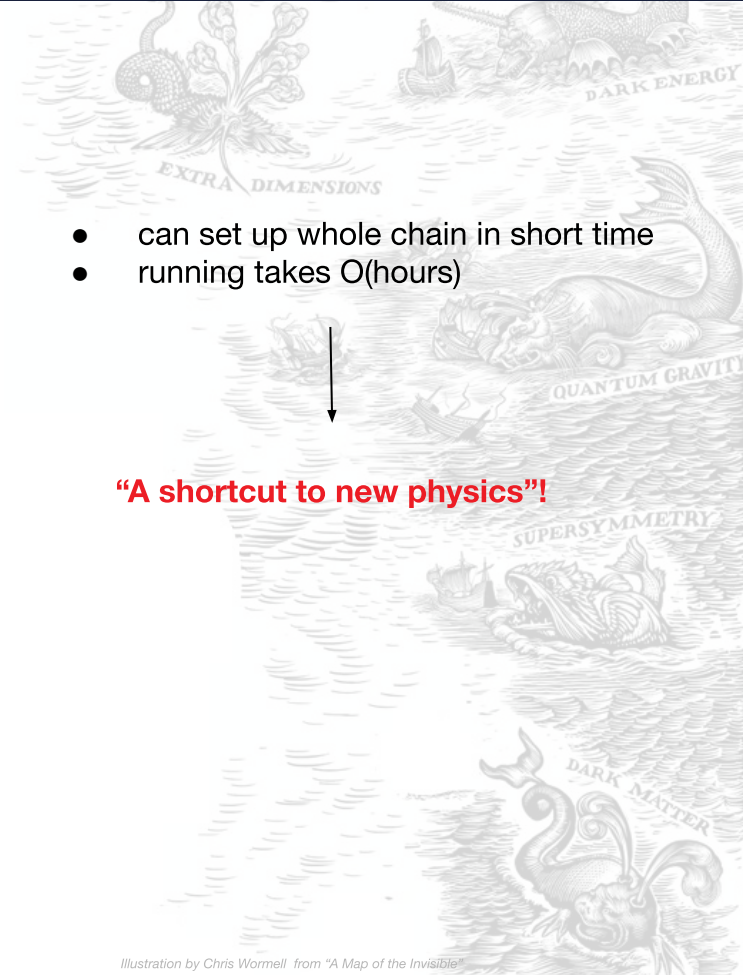 DARK ENERGY
EXTRA DIMENSIONS
● can set up whole chain in short time
● running takes O(hours)
QUANTUM GRAVITY
“A shortcut to new physics”!
SUPERSYMMETRY
DARK MATTER
Illustration by Chris Wormell from “A Map of the Invisible”